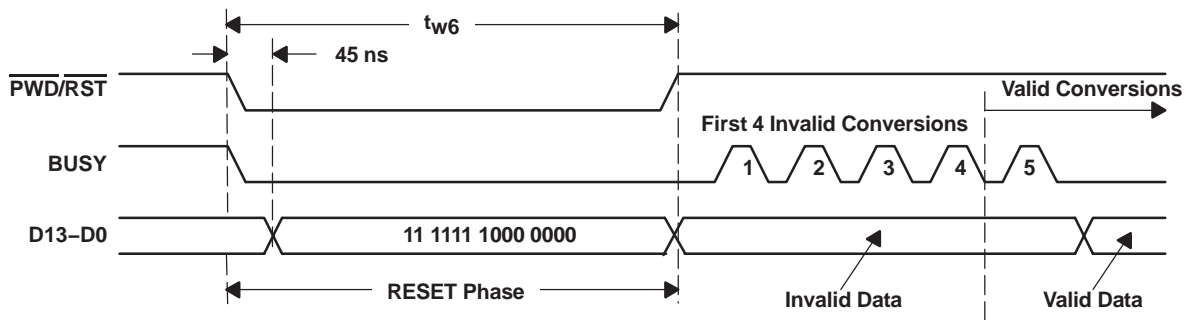 tw6
45 ns
PWD/RST
Valid Conversions
First 4 Invalid Conversions
BUSY
1 2 3 4 5
D13–D0
11 1111 1000 0000
RESET Phase
Invalid Data
Valid Data